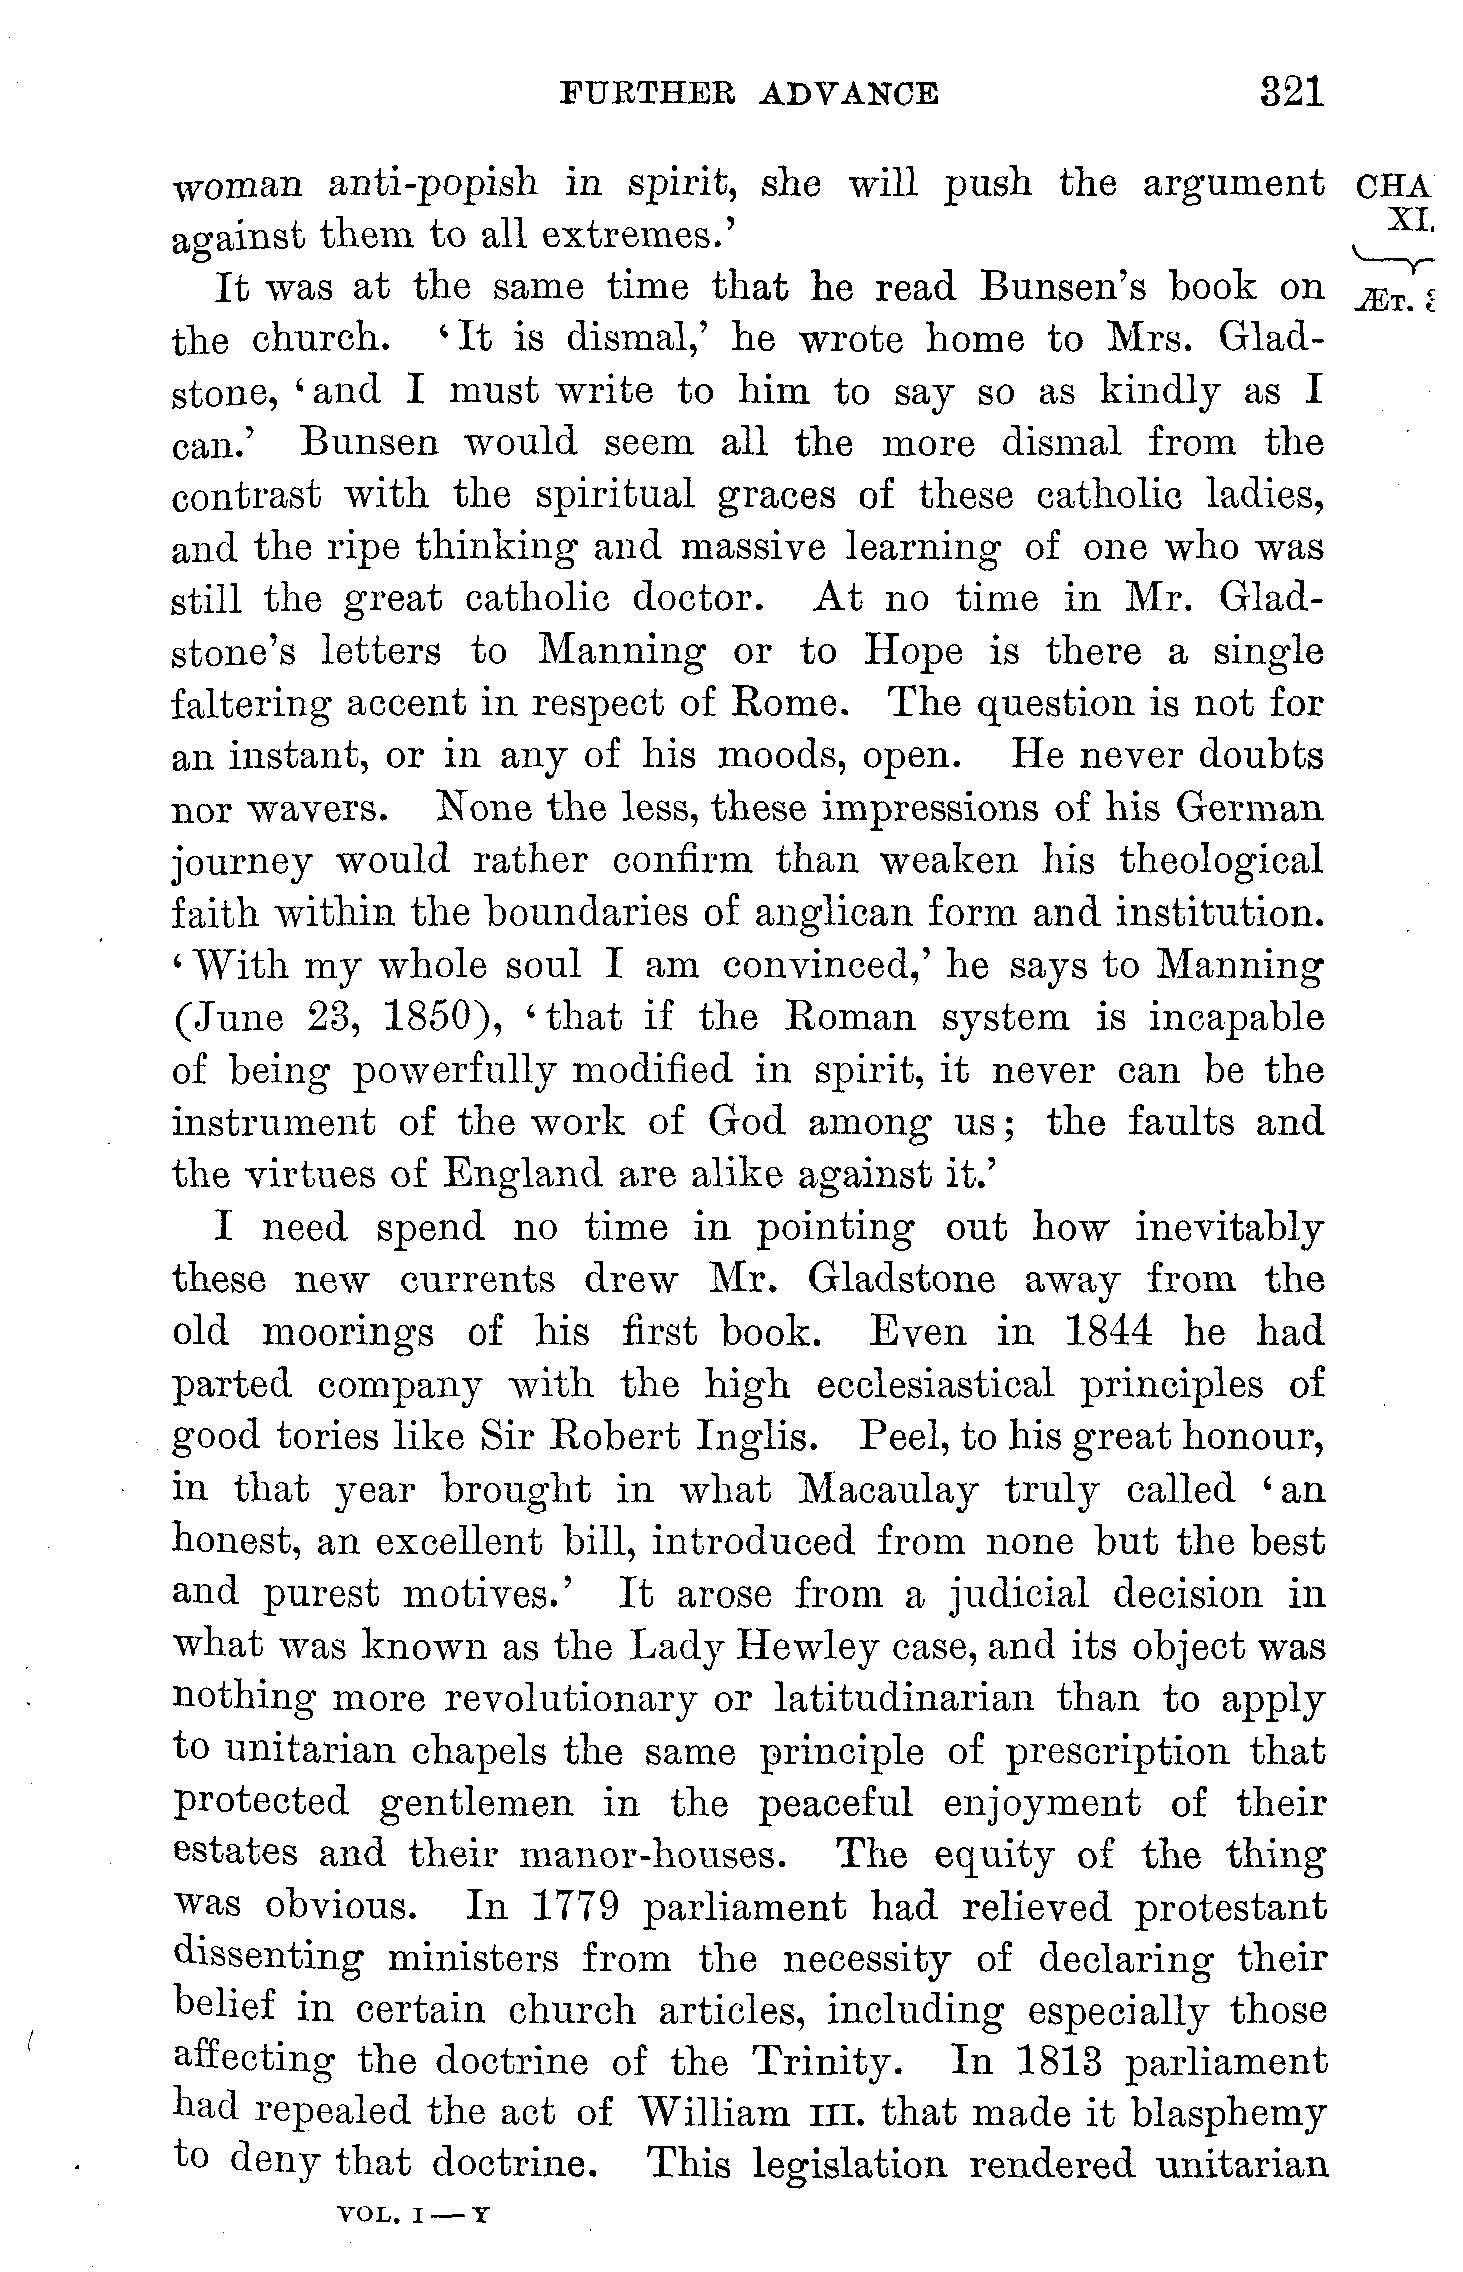 FURTHER ADVANCE 321
woman anti-popish in spirit, she will push the argument
against them to all extremes.’
It was at the same time that he read Bunsen’s book on
the church. ‘It is dismal,’ he wrote home to Mrs. Glad-
stone, ‘and I must write to him to say so as kindly as I
can.’ Bunsen would seem all the more dismal from the
contrast with the spiritual graces of these catholic ladies,
and the ripe thinking and massive learning of one who was
still the great catholic doctor. At no time in Mr. Glad-
stone’s letters to Manning or to Hope is there a single
faltering accent in respect of Rome. The question is not for
an instant, or in any of his moods, open. He never doubts
nor wavers. None the less, these impressions of his German
journey would rather confirm than weaken his theological
faith within the boundaries of anglican form and institution.
‘With my whole soul I am convinced,’ he says to Manning
(June 23, 1850), ‘that if the Roman system is incapable
of being powerfully modified in spirit, it never can be the
instrument of the work of God among us; the faults and
the virtues of England are alike against it.’
I need spend no time in pointing out how inevitably
these new currents drew Mr. Gladstone away from the
old moorings of his first book. Even in 1844 he had
parted company with the high ecclesiastical principles of
good tories like Sir Robert Inglis. Peel, to his great honour,
in that year brought in what Macaulay truly called ‘an
honest, an excellent bill, introduced from none but the best
and purest motives.’ It arose from a judicial decision in
what was known as the Lady Hewley case, and its object was
nothing more revolutionary or latitudinarian than to apply
to unitarian chapels the same principle of prescription that
protected gentlemen in the peaceful enjoyment of their
estates and their manor-houses. The equity of the thing
was obvious. In 1779 parliament had relieved protestant
dissenting ministers from the necessity of declaring their
belief in certain church articles, including especially those
affecting the doctrine of the Trinity. In 1813 parliament
had repealed the act of William III. that made it blasphemy
to deny that doctrine. This legislation rendered unitarian
VOL. I—Y
CHA
XI.
ÆT.